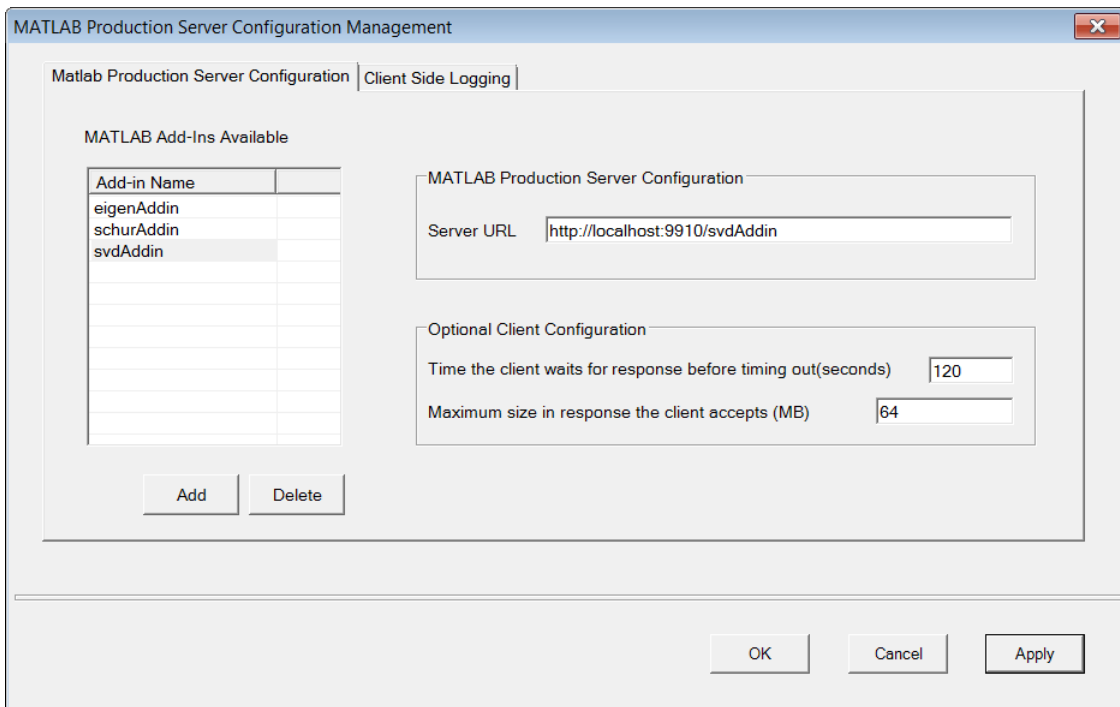 MATLAB Production Server Configuration Management
Matlab Production Server Configuration
Client Side Logging
MATLAB Add-Ins Available
Add-in Name
eigenAddin
schurAddin
svdAddin
Add
Delete
MATLAB Production Server Configuration
Server URL
http://localhost:9910/svdAddin
Optional Client Configuration
Time the client waits for response before timing out(seconds)
120
Maximum size in response the client accepts (MB)
64
OK
Cancel
Apply